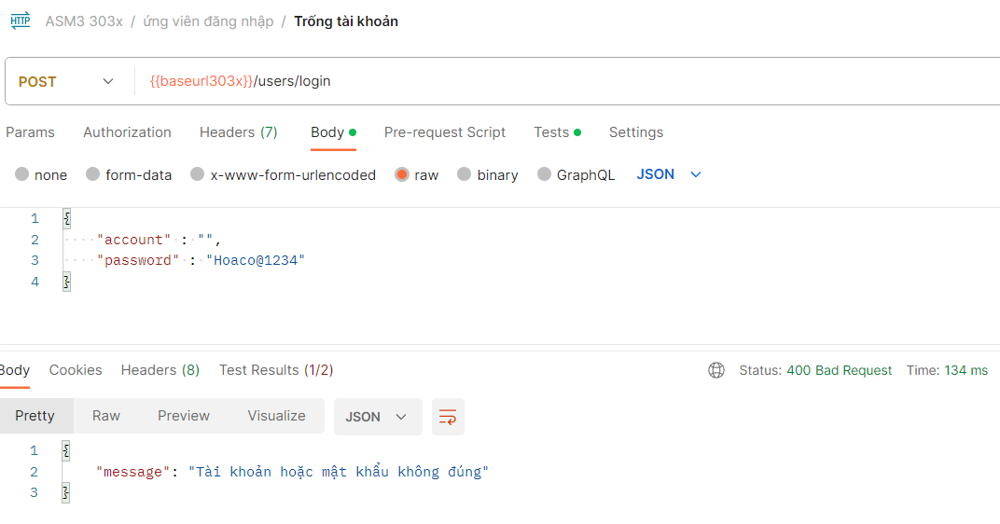 HTTP ASM3 303x / ứng viên đăng nhập / Trống tài khoản
POST {{baseurl303x}}/users/login
Params Authorization Headers (7) Body Pre-request Script Tests Settings
none form-data x-www-form-urlencoded raw binary GraphQL JSON
1 {
2 "account" : "",
3 "password" : "Hoaco@1234"
4 }
Body Cookies Headers (8) Test Results (1/2) Status: 400 Bad Request Time: 134 ms
Pretty Raw Preview Visualize JSON
1 {
2 "message": "Tài khoản hoặc mật khẩu không đúng"
3 }